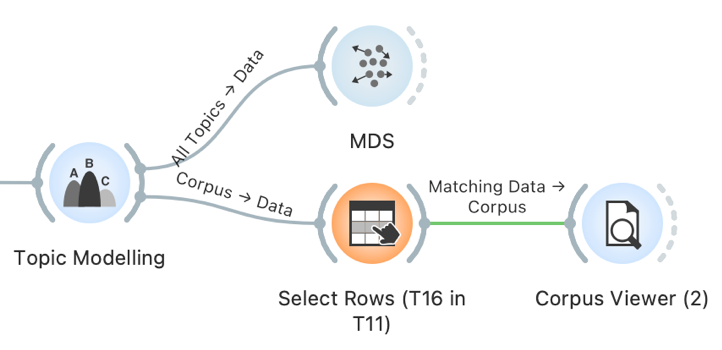 All Topics → Data
MDS
A B C
Corpus → Data
Topic Modelling
Matching Data →
Corpus
Select Rows (T16 in
T11)
Corpus Viewer (2)